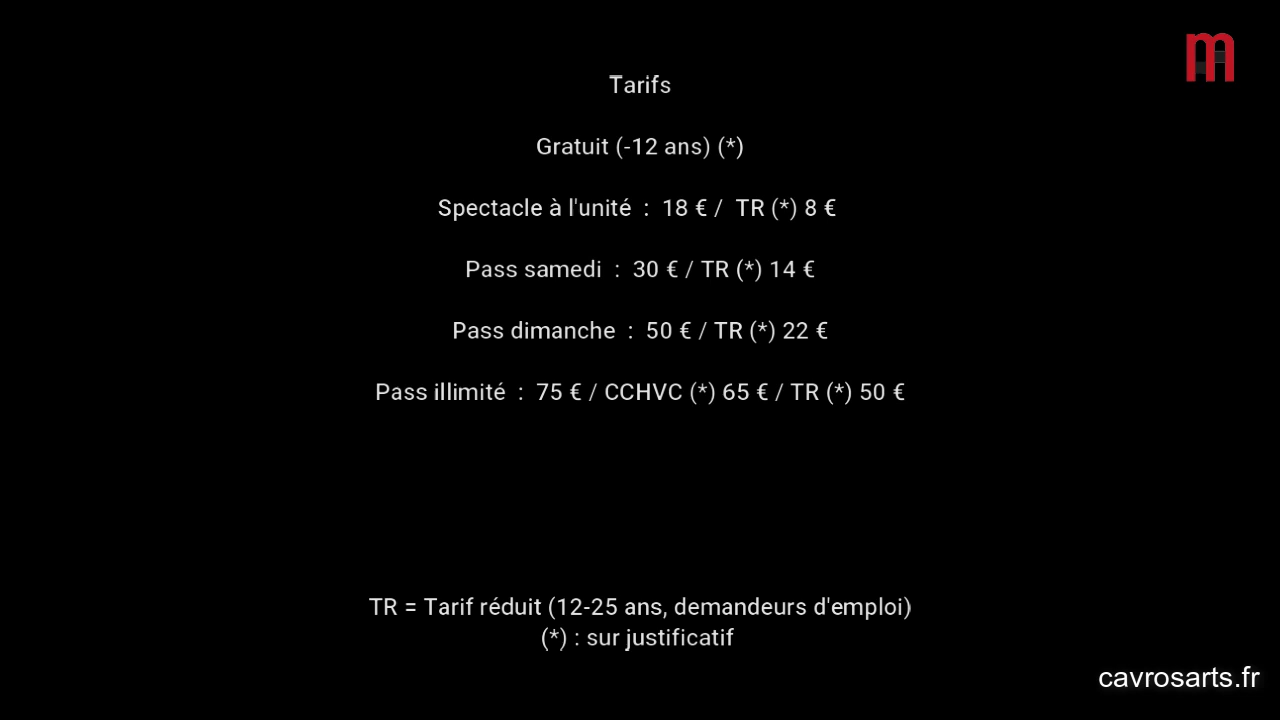 Tarifs
Gratuit (-12 ans) (*)
Spectacle à l'unité : 18 € / TR (*) 8 €
Pass samedi : 30 € / TR (*) 14 €
Pass dimanche : 50 € / TR (*) 22 €
Pass illimité : 75 € / CCHVC (*) 65 € / TR (*) 50 €
TR = Tarif réduit (12-25 ans, demandeurs d'emploi)
(*) : sur justificatif
cavrosarts.fr